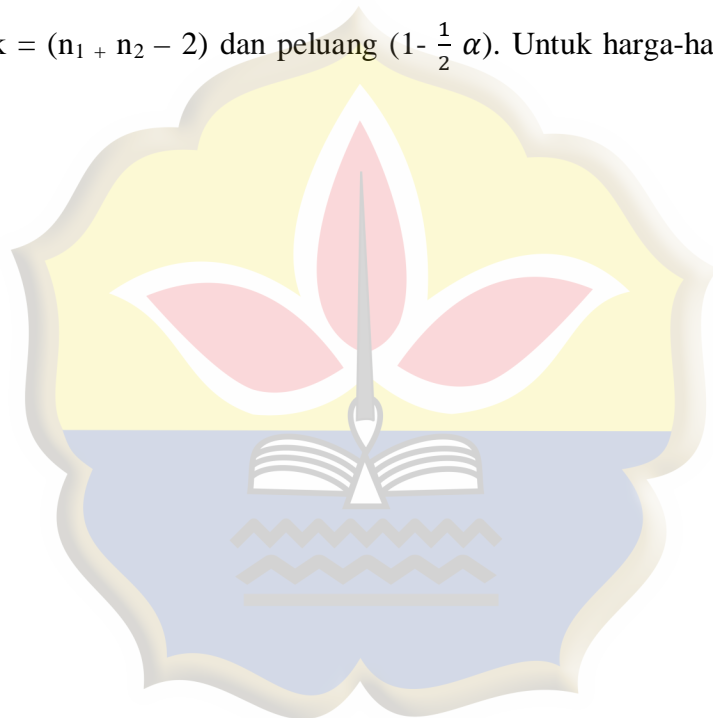 k = (n₁ ₊ n₂ – 2) dan peluang (1- ½ α). Untuk harga-ha